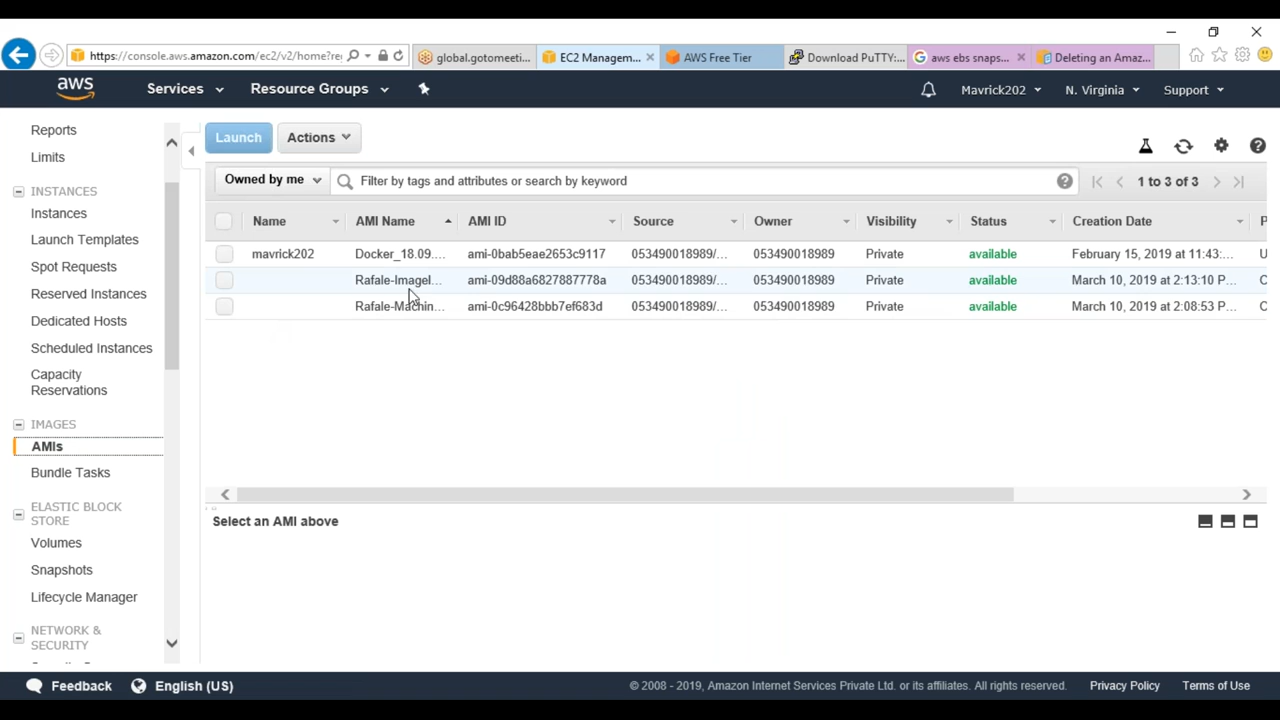 https://console.aws.amazon.com/ec2/v2/home?re
global.gotomeeti...
EC2 Managem...
AWS Free Tier
Download PuTTY:...
aws ebs snaps...
Deleting an Amaz...
aws
Services
Resource Groups
Mavrick202
N. Virginia
Support
Reports
Limits
INSTANCES
Instances
Launch Templates
Spot Requests
Reserved Instances
Dedicated Hosts
Scheduled Instances
Capacity
Reservations
IMAGES
AMIs
Bundle Tasks
ELASTIC BLOCK
STORE
Volumes
Snapshots
Lifecycle Manager
NETWORK &
SECURITY
Launch
Actions
Owned by me
Filter by tags and attributes or search by keyword
1 to 3 of 3
Name AMI Name AMI ID Source Owner Visibility Status Creation Date
mavrick202 Docker_18.09.... ami-0bab5eae2653c9117 053490018989/... 053490018989 Private available February 15, 2019 at 11:43:...
Rafale-Imagel... ami-09d88a6827887778a 053490018989/... 053490018989 Private available March 10, 2019 at 2:13:10 P...
Rafale-Machin... ami-0c96428bbb7ef683d 053490018989/... 053490018989 Private available March 10, 2019 at 2:08:53 P...
Select an AMI above
Feedback
English (US)
© 2008 - 2019, Amazon Internet Services Private Ltd. or its affiliates. All rights reserved.
Privacy Policy
Terms of Use